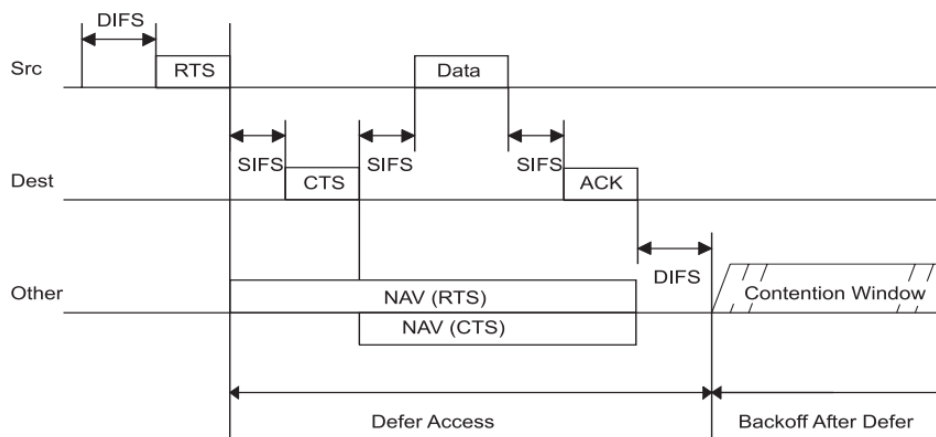 DIFS
Src
RTS
Data
SIFS
SIFS
SIFS
Dest
CTS
ACK
DIFS
Other
NAV (RTS)
Contention Window
NAV (CTS)
Defer Access
Backoff After Defer